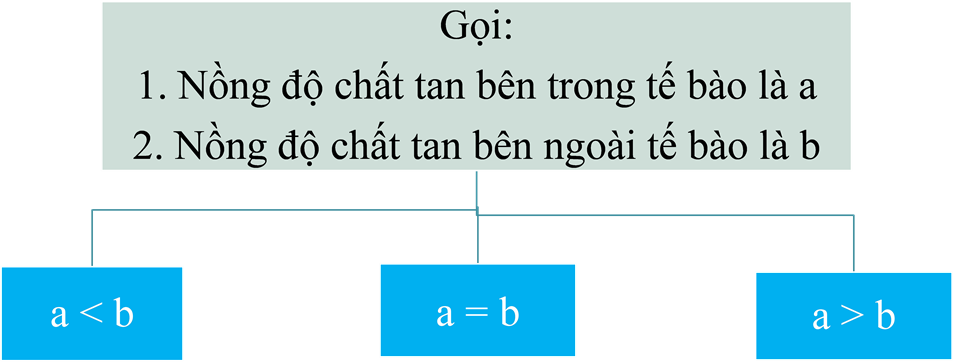 Gọi:
1. Nồng độ chất tan bên trong tế bào là a
2. Nồng độ chất tan bên ngoài tế bào là b
a < b
a = b
a > b